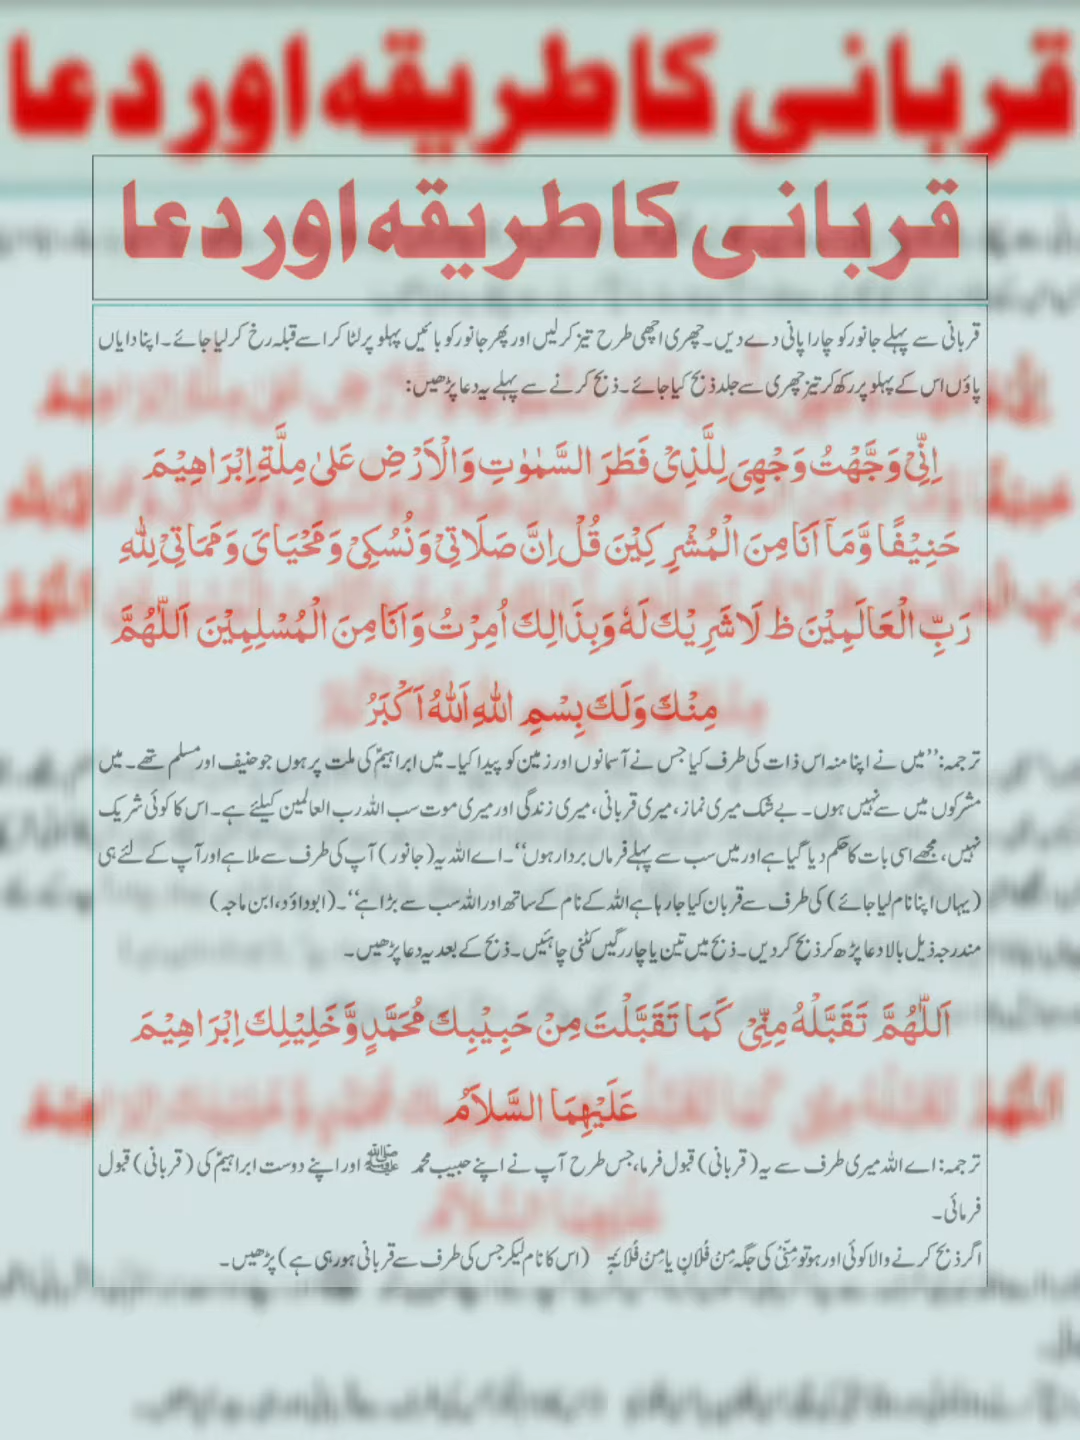 قربانی کا طریقہ اور دعا
قربانی کا طریقہ اور دعا
قربانی سے پہلے جانور کو چارا پانی دے دیں۔ چھری اچھی طرح تیز کرلیں اور پھر جانور کو بائیں پہلو پر لٹا کر اسے قبلہ رخ کر لیا جائے۔ اپنا دایاں
پاؤں اس کے پہلو پر رکھ کر تیز چھری سے جلد ذبح کیا جائے۔ ذبح کرنے سے پہلے یہ دعا پڑھیں:
اِنِّیْ وَجَّهْتُ وَجْهِیَ لِلَّذِیْ فَطَرَ السَّمٰوٰتِ وَالْاَرْضِ عَلیٰ مِلَّةِ اِبْرَاهِیْمَ
حَنِیْفًا وَّمَآ اَنَا مِنَ الْمُشْرِکِیْنَ قُلْ اِنَّ صَلَاتِیْ وَنُسُکِیْ وَمَحْیَایَ وَمَمَاتِیْ لِلّٰهِ
رَبِّ الْعَالَمِیْنَ ط لَا شَرِیْكَ لَهٗ وَبِذَالِكَ اُمِرْتُ وَاَنَا مِنَ الْمُسْلِمِیْنَ اَللّٰهُمَّ
مِنْكَ وَلَكَ بِسْمِ اللّٰهِ اَللّٰهُ اَکْبَرُ
ترجمہ: ’’میں نے اپنا منہ اس ذات کی طرف کیا جس نے آسمانوں اور زمین کو پیدا کیا۔ میں ابراہیمؑ کی ملت پر ہوں جو حنیف اور مسلم تھے۔ میں
مشرکوں میں سے نہیں ہوں۔ بے شک میری نماز، میری قربانی، میری زندگی اور میری موت سب اللہ رب العالمین کیلئے ہے۔ اس کا کوئی شریک
نہیں، مجھے اسی بات کا حکم دیا گیا ہے اور میں سب سے پہلے فرماں بردار ہوں‘‘۔ اے اللہ یہ (جانور) آپ کی طرف سے ملا ہے اور آپ کے لئے ہی
(یہاں اپنا نام لیا جائے) کی طرف سے قربان کیا جا رہا ہے اللہ کے نام کے ساتھ اور اللہ سب سے بڑا ہے‘‘۔ (ابوداؤد، ابن ماجہ)
مندرجہ ذیل بالا دعا پڑھ کر ذبح کر دیں۔ ذبح میں تین یا چار رگیں کٹنی چاہئیں۔ ذبح کے بعد یہ دعا پڑھیں۔
اَللّٰهُمَّ تَقَبَّلْهُ مِنِّیْ کَمَا تَقَبَّلْتَ مِنْ حَبِیْبِكَ مُحَمَّدٍ وَّ خَلِیْلِكَ اِبْرَاهِیْمَ
عَلَیْهِمَا السَّلَامُ
ترجمہ: اے اللہ میری طرف سے یہ (قربانی) قبول فرما، جس طرح آپ نے اپنے حبیب محمد ﷺ اور اپنے دوست ابراہیمؑ کی (قربانی) قبول
فرمائی۔
اگر ذبح کرنے والا کوئی اور ہو تو مِنِّیْ کی جگہ مِنْ فُلَانٍ یا مِنْ فُلَانِةٍ (اس کا نام لیکر جس کی طرف سے قربانی ہو رہی ہے) پڑھیں۔